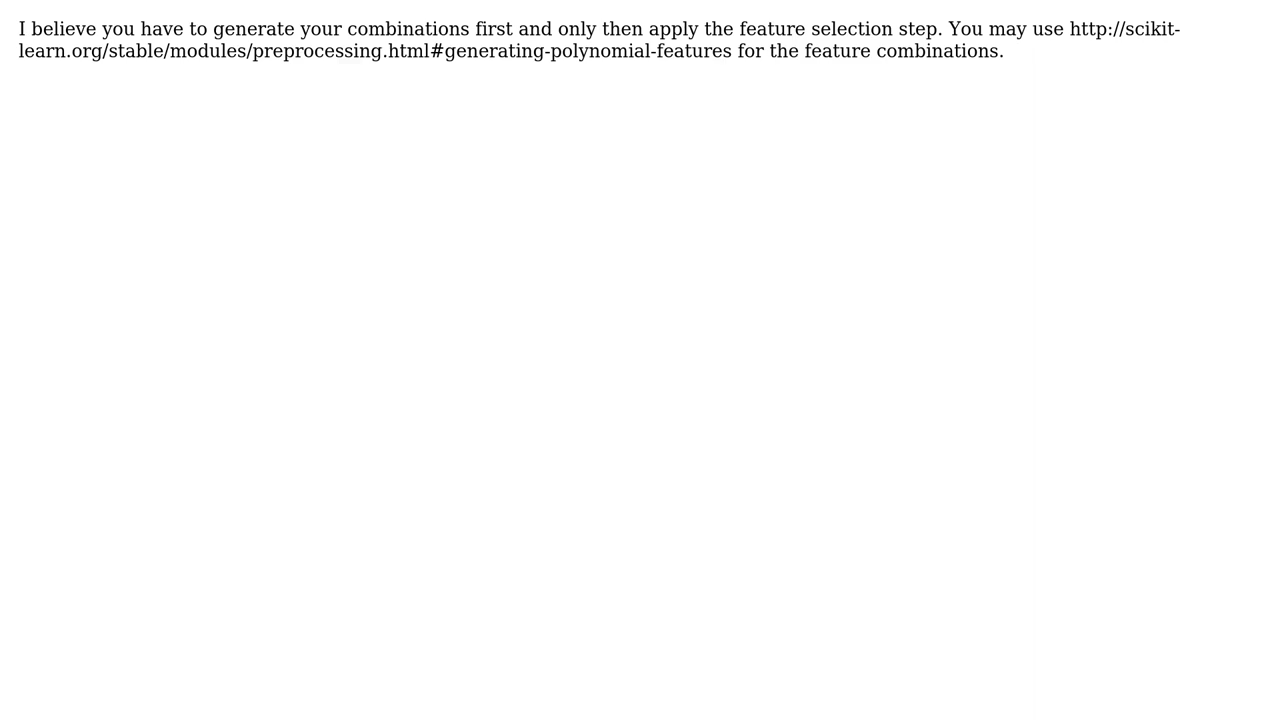 I believe you have to generate your combinations first and only then apply the feature selection step. You may use http://scikit-
learn.org/stable/modules/preprocessing.html#generating-polynomial-features for the feature combinations.